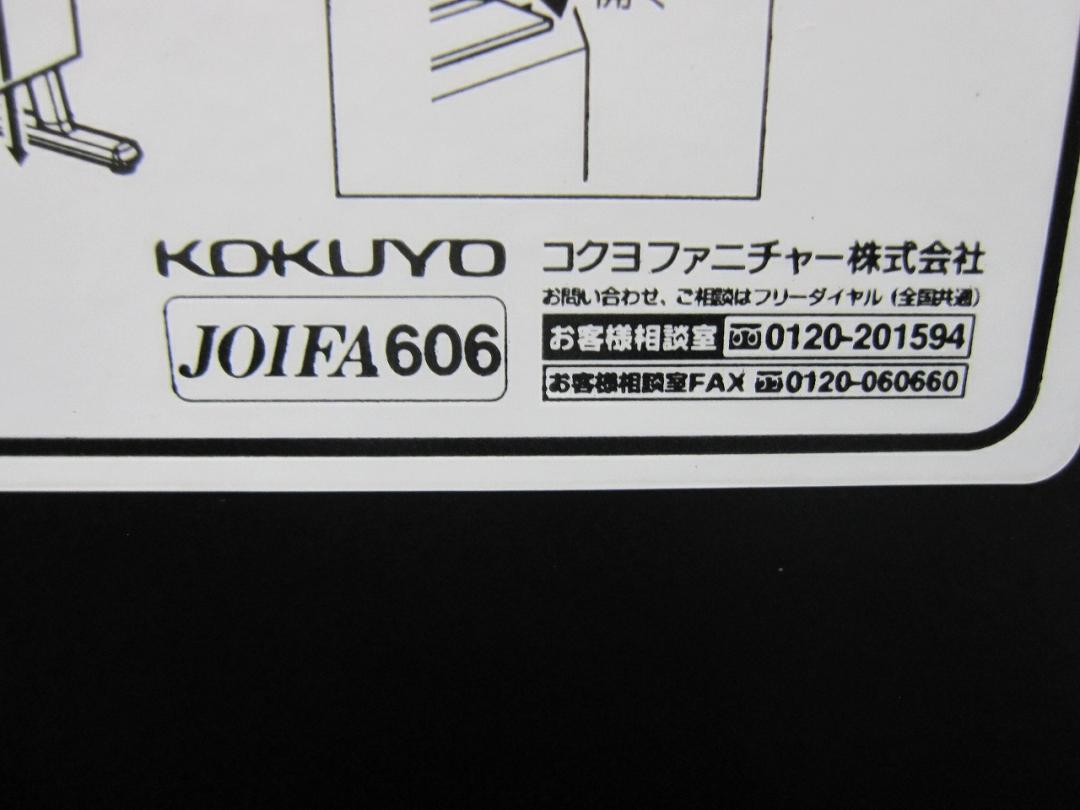 開く
KOKUYO
コクヨファニチャー株式会社
お問い合わせ、ご相談はフリーダイヤル(全国共通)
JOIFA606
お客様相談室 0120-201594
お客様相談室FAX 0120-060660